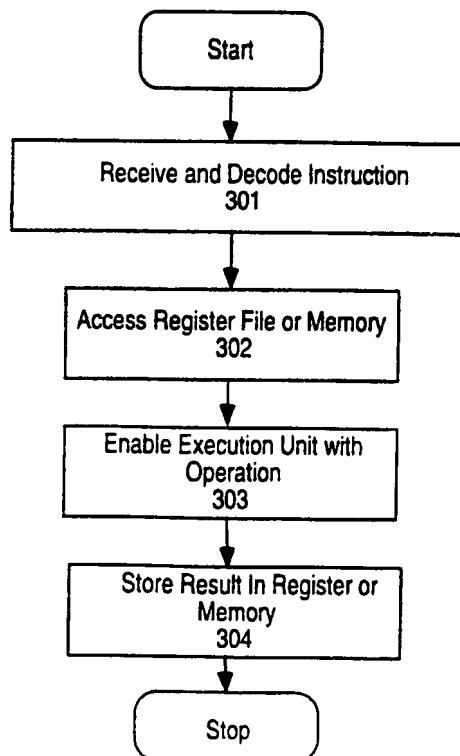 Start
Receive and Decode Instruction
301
Access Register File or Memory
302
Enable Execution Unit with
Operation
303
Store Result In Register or
Memory
304
Stop